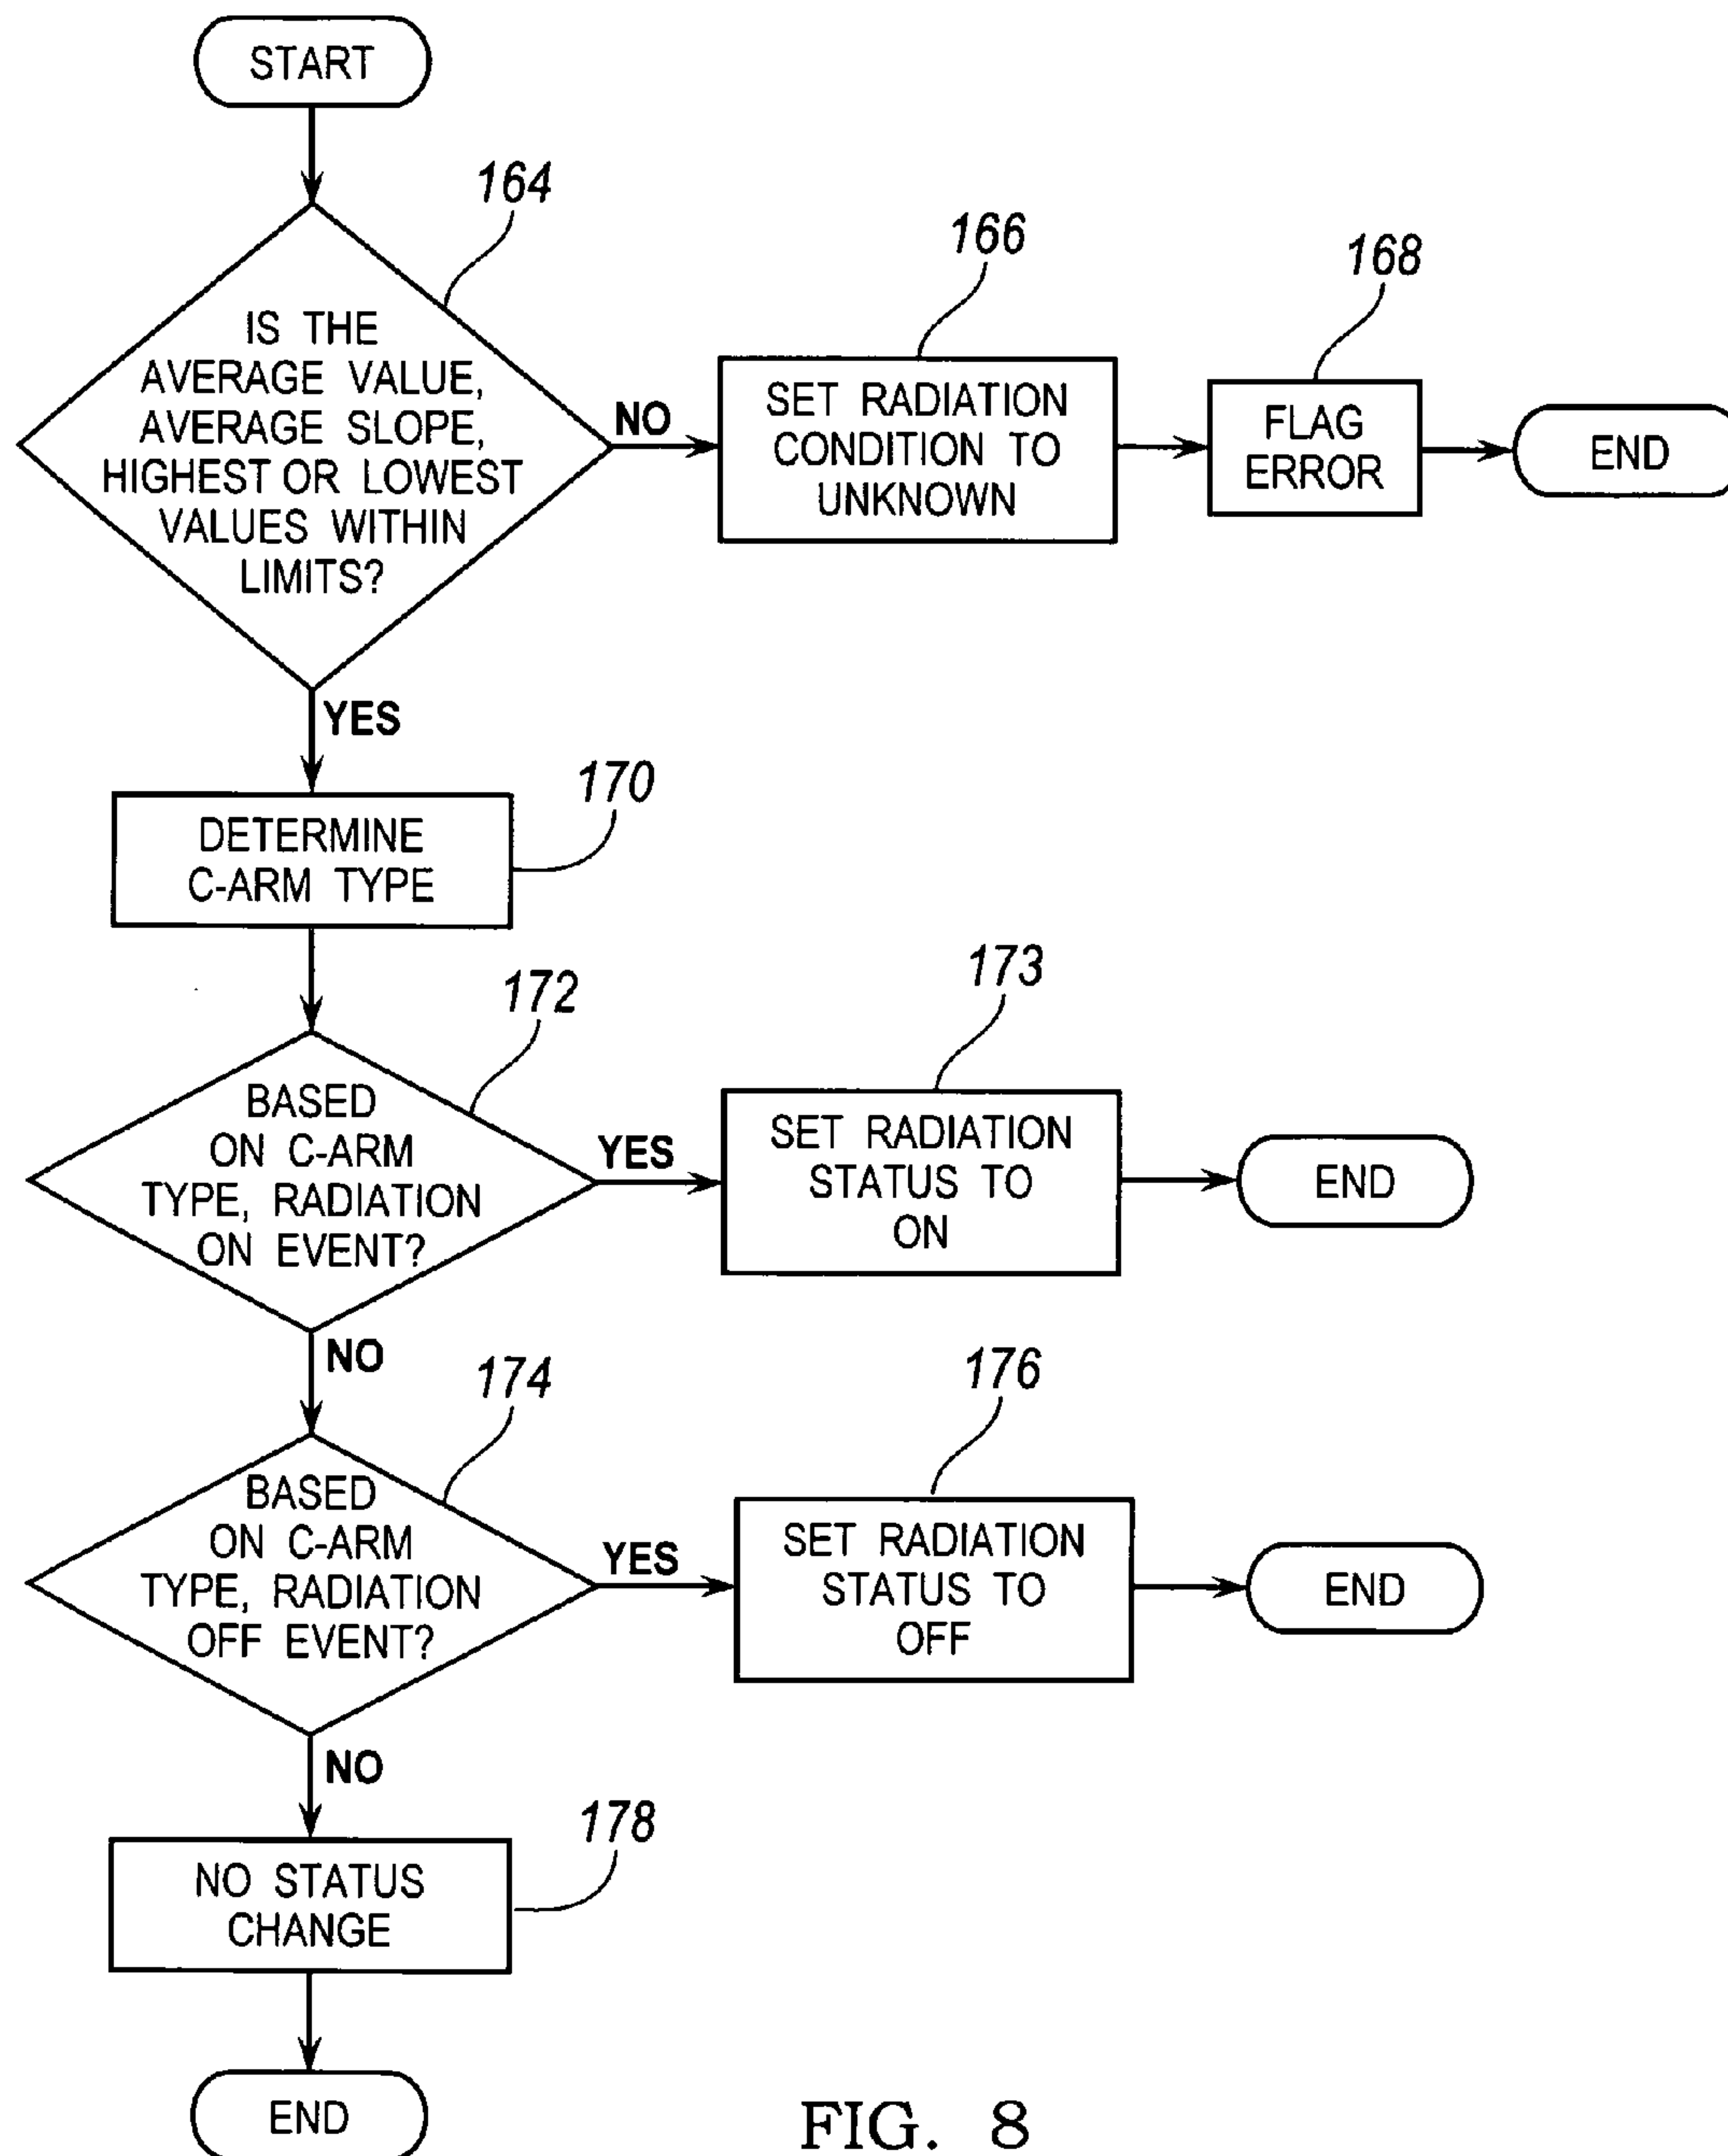 START
164
IS THE
AVERAGE VALUE,
AVERAGE SLOPE,
HIGHEST OR LOWEST
VALUES WITHIN
LIMITS?
NO
166
SET RADIATION
CONDITION TO
UNKNOWN
168
FLAG
ERROR
END
YES
170
DETERMINE
C-ARM TYPE
172
BASED
ON C-ARM
TYPE, RADIATION
ON EVENT?
YES
173
SET RADIATION
STATUS TO
ON
END
NO
174
BASED
ON C-ARM
TYPE, RADIATION
OFF EVENT?
YES
176
SET RADIATION
STATUS TO
OFF
END
NO
178
NO STATUS
CHANGE
END
FIG. 8